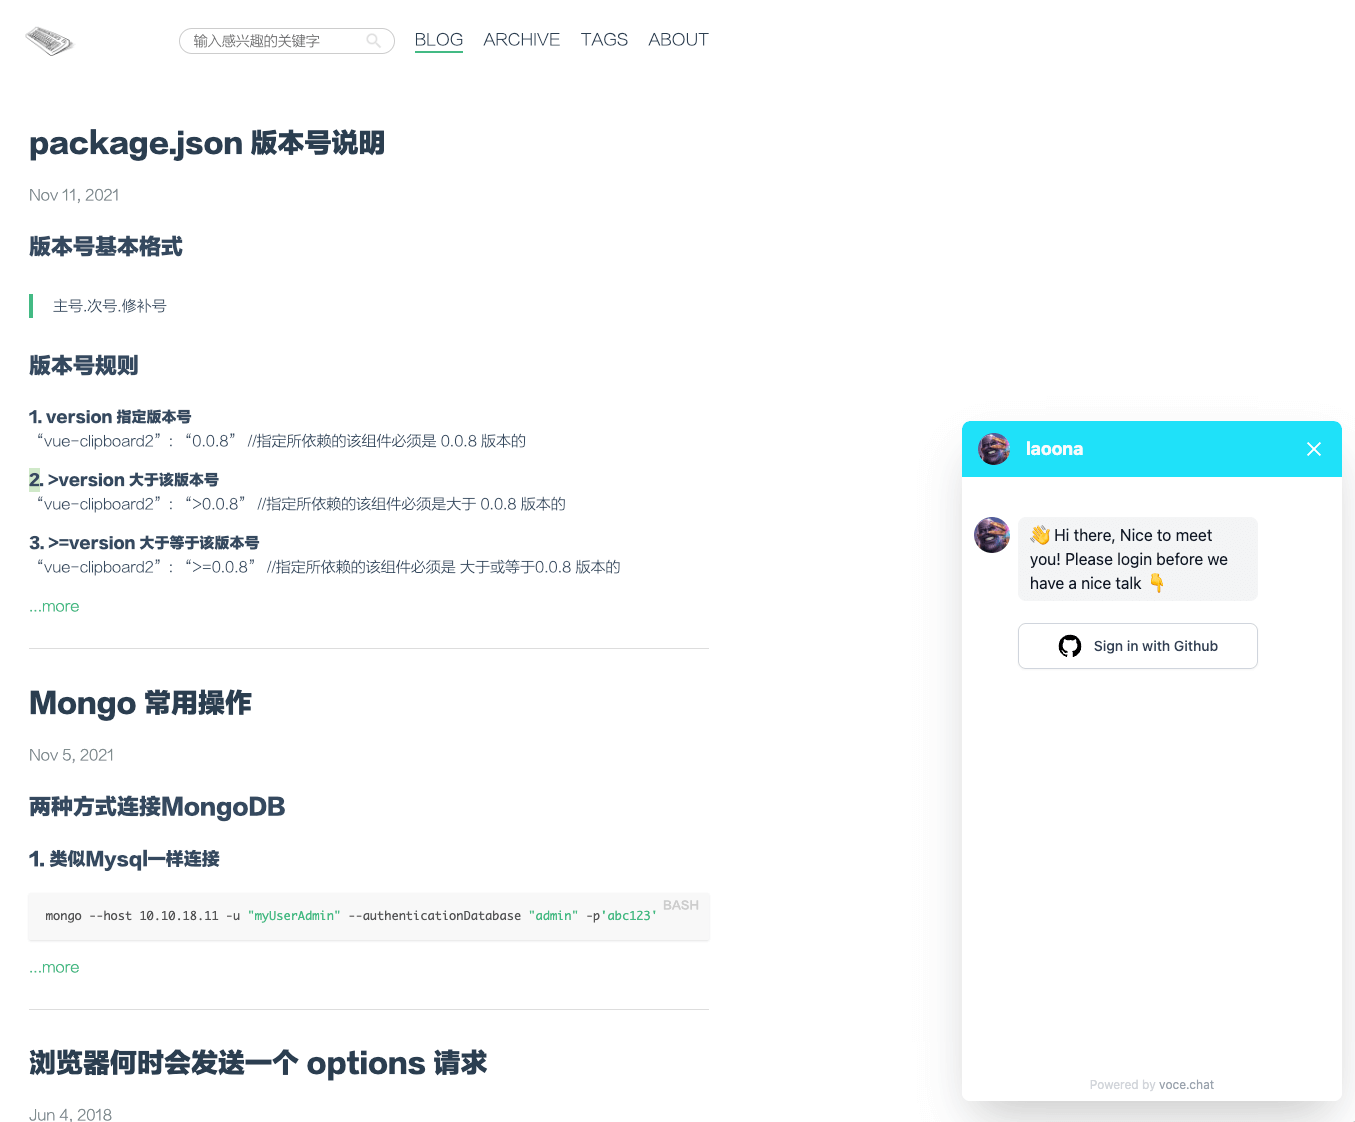 输入感兴趣的关键字
BLOG ARCHIVE TAGS ABOUT
package.json 版本号说明
Nov 11, 2021
版本号基本格式
主号.次号.修补号
版本号规则
1. version 指定版本号
“vue-clipboard2” : “0.0.8” //指定所依赖的该组件必须是 0.0.8 版本的
2. >version 大于该版本号
“vue-clipboard2” : “>0.0.8” //指定所依赖的该组件必须是大于 0.0.8 版本的
3. >=version 大于等于该版本号
“vue-clipboard2” : “>=0.0.8” //指定所依赖的该组件必须是 大于或等于0.0.8 版本的
...more
Mongo 常用操作
Nov 5, 2021
两种方式连接MongoDB
1. 类似Mysql一样连接
BASH
mongo --host 10.10.18.11 -u "myUserAdmin" --authenticationDatabase "admin" -p'abc123'
...more
浏览器何时会发送一个 options 请求
Jun 4, 2018
laoona
👋 Hi there, Nice to meet
you! Please login before we
have a nice talk 👇
Sign in with Github
Powered by voce.chat